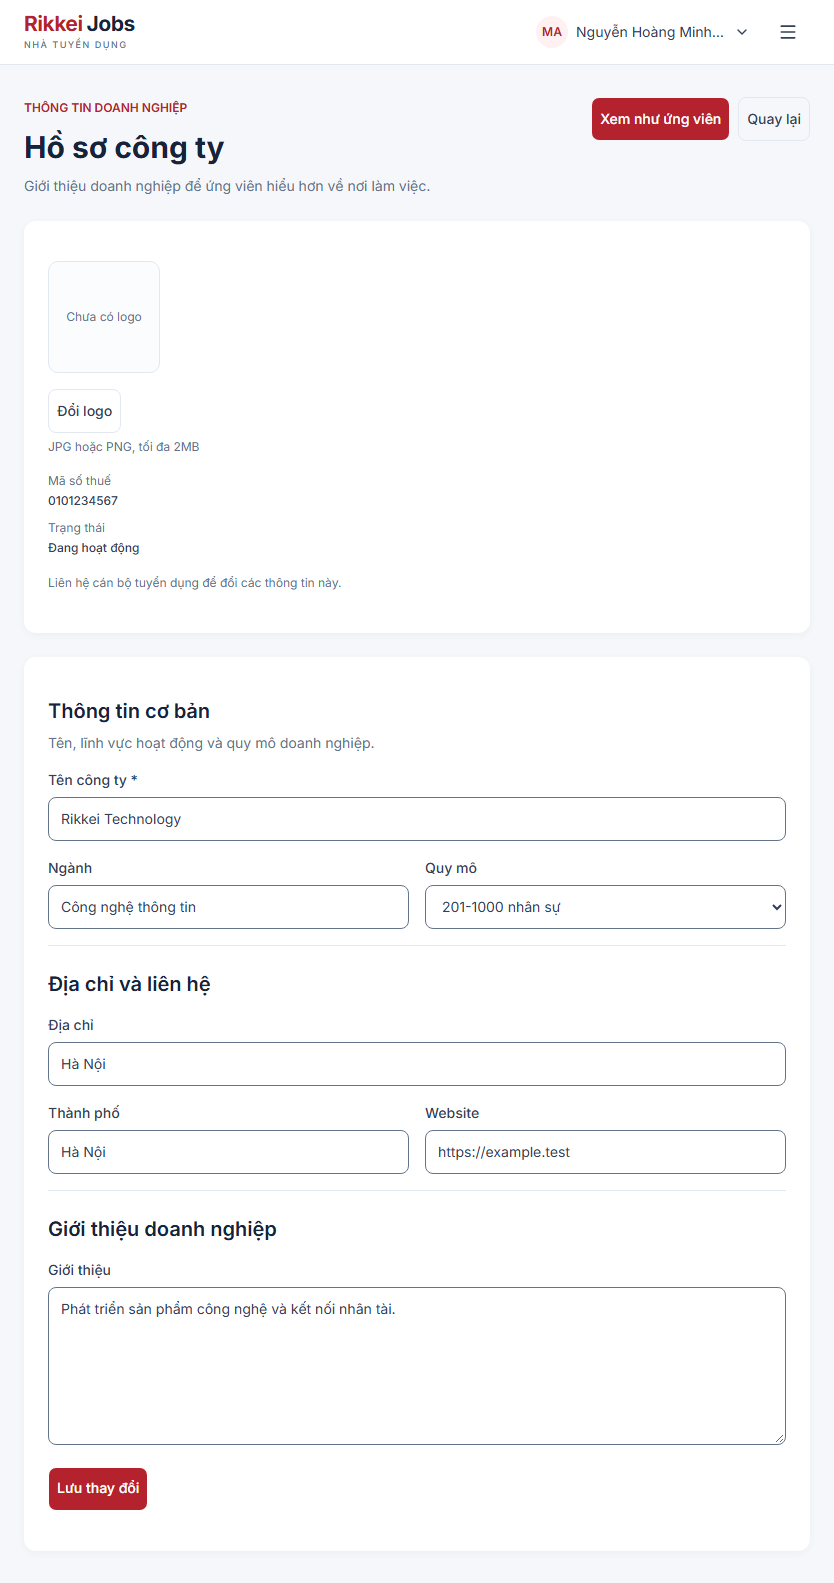 Rikkei Jobs
NHÀ TUYỂN DỤNG
MA
Nguyễn Hoàng Minh...
THÔNG TIN DOANH NGHIỆP
Hồ sơ công ty
Giới thiệu doanh nghiệp để ứng viên hiểu hơn về nơi làm việc.
Xem như ứng viên
Quay lại
Chưa có logo
Đổi logo
JPG hoặc PNG, tối đa 2MB
Mã số thuế
0101234567
Trạng thái
Đang hoạt động
Liên hệ cán bộ tuyển dụng để đổi các thông tin này.
Thông tin cơ bản
Tên, lĩnh vực hoạt động và quy mô doanh nghiệp.
Tên công ty *
Rikkei Technology
Ngành
Quy mô
Công nghệ thông tin
201-1000 nhân sự
Địa chỉ và liên hệ
Địa chỉ
Hà Nội
Thành phố
Website
Hà Nội
https://example.test
Giới thiệu doanh nghiệp
Giới thiệu
Phát triển sản phẩm công nghệ và kết nối nhân tài.
Lưu thay đổi